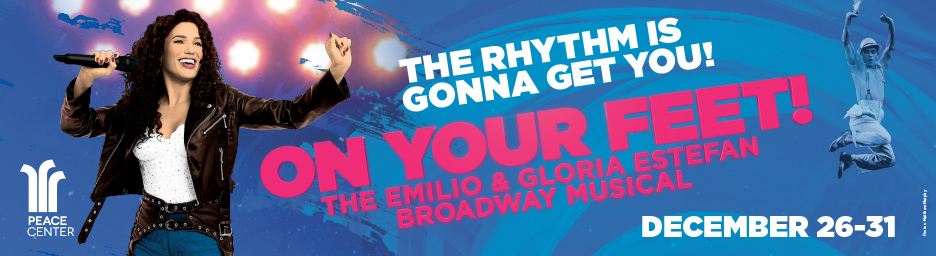 THE RHYTHM IS
GONNA GET YOU!
ON YOUR FEET!
THE EMILIO & GLORIA ESTEFAN
BROADWAY MUSICAL
PEACE
CENTER
DECEMBER 26-31